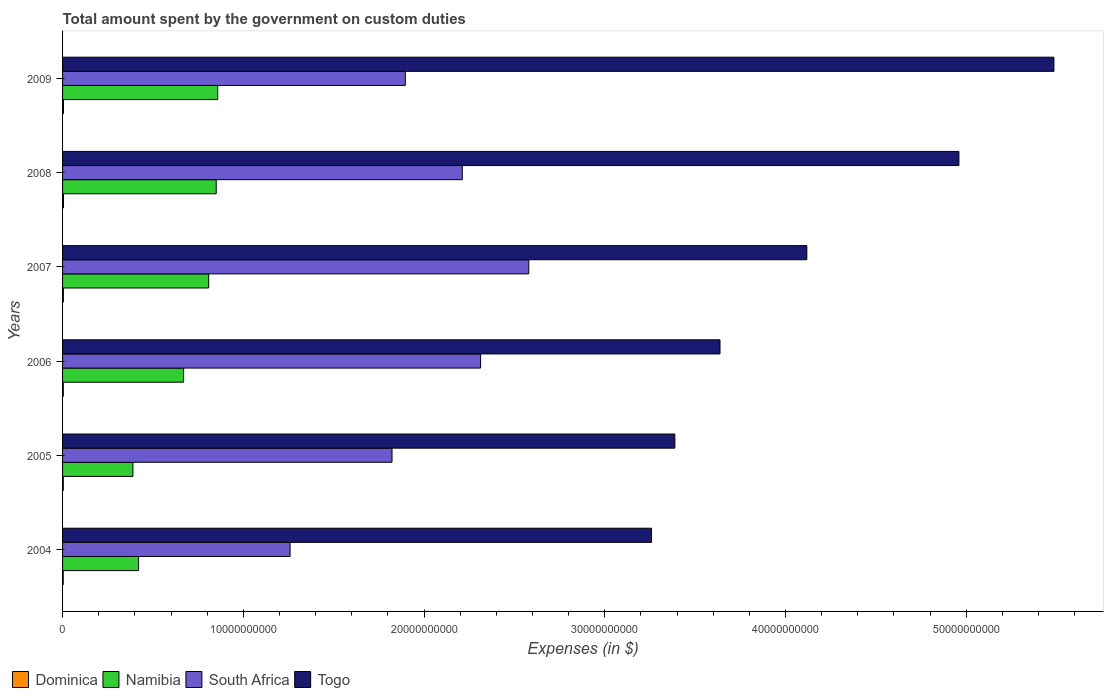 Total amount spent by the government on custom duties
2009
2008
2007
2006
2005
2004
Years
0
10000000000
20000000000
30000000000
40000000000
50000000000
Expenses (in $)
Dominica
Namibia
South Africa
Togo